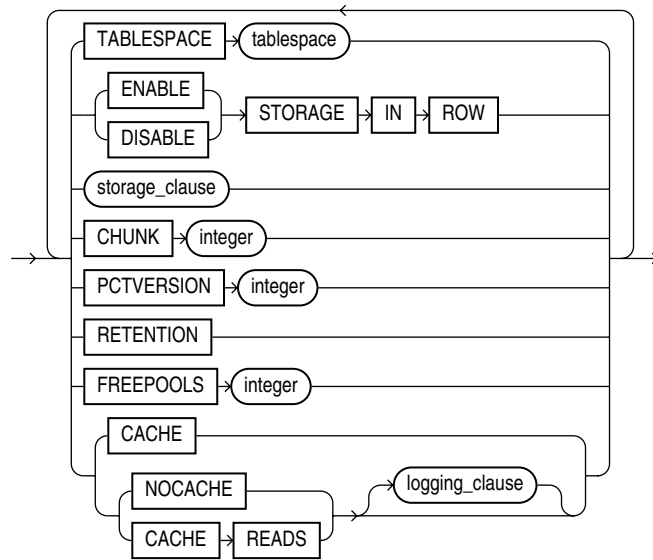 TABLESPACE tablespace
ENABLE
DISABLE
STORAGE IN ROW
storage_clause
CHUNK integer
PCTVERSION integer
RETENTION
FREEPOOLS integer
CACHE
NOCACHE
CACHE READS
logging_clause